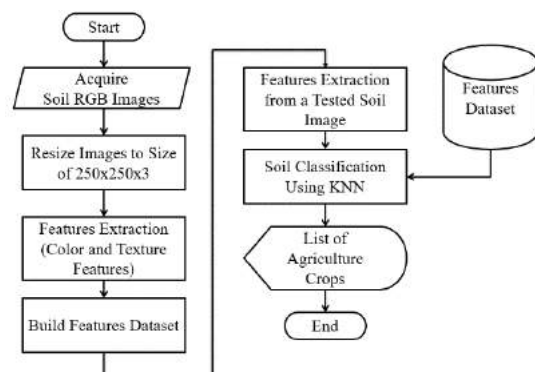 Start
Acquire
Soil RGB Images
Resize Images to Size
of 250x250x3
Features Extraction
(Color and Texture
Features)
Build Features Dataset
Features Extraction
from a Tested Soil
Image
Features
Dataset
Soil Classification
Using KNN
List of
Agriculture
Crops
End